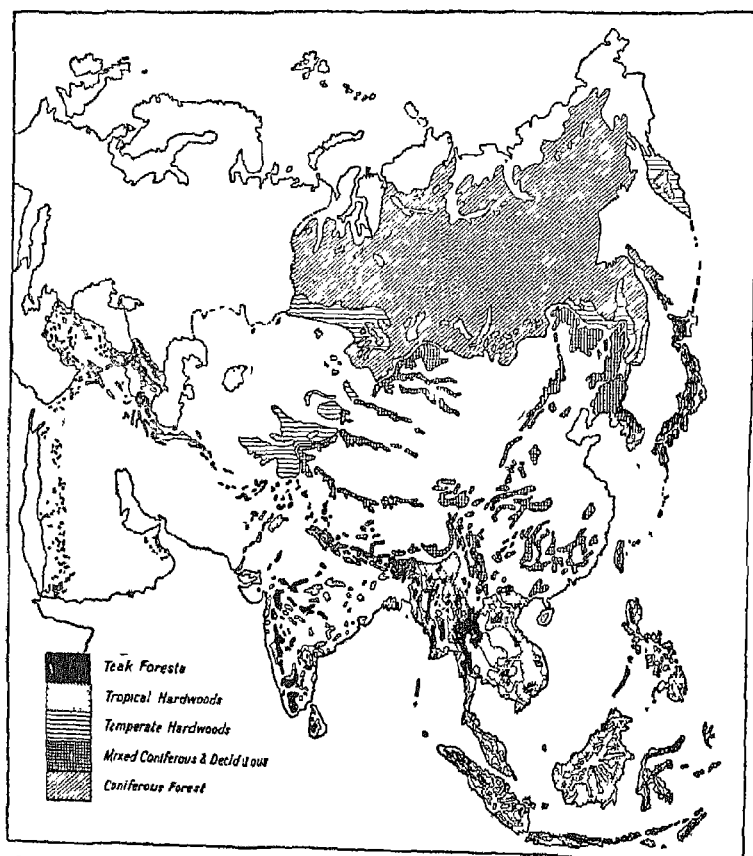 Teak Forests
Tropical Hardwoods
Temperate Hardwoods
Mixed Coniferous & Deciduous
Coniferous Forest